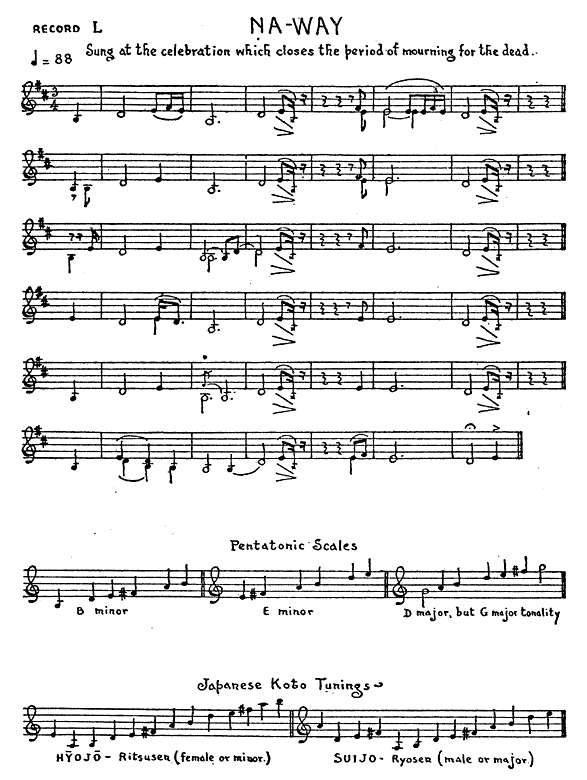 RECORD L
NA-WAY
♩ = 88 Sung at the celebration which closes the period of mourning for the dead.
3
4
Pentatonic Scales
B minor
E minor
D major, but G major tonality
Japanese Koto Tunings
HYOJŌ - Ritsusen (female or minor.)
SUIJO - Ryosen (male or major.)